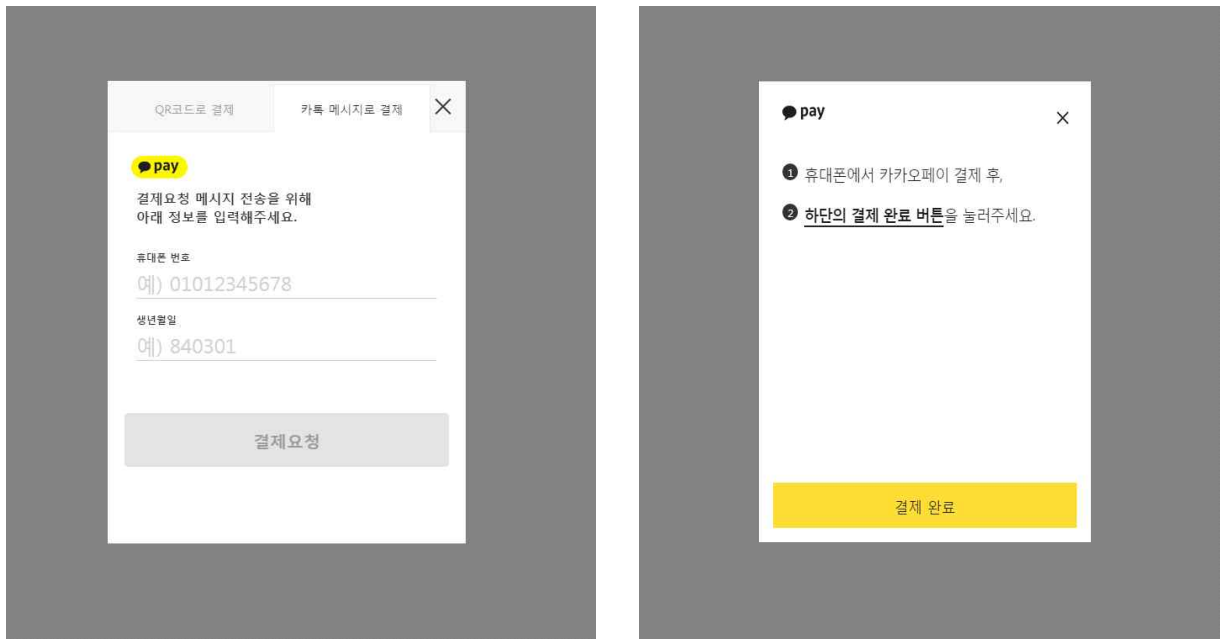 QR코드로 결제
카톡 메시지로 결제
pay
결제요청 메시지 전송을 위해
아래 정보를 입력해주세요.
휴대폰 번호
예) 01012345678
생년월일
예) 840301
결제요청
pay
1 휴대폰에서 카카오페이 결제 후,
2 하단의 결제 완료 버튼을 눌러주세요.
결제 완료